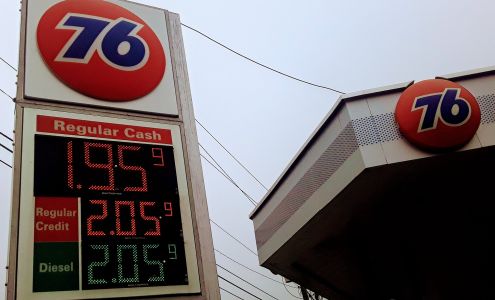 76
Regular Cash
1.95 9
Regular
Credit
2.05 9
Diesel
2.05 9
76